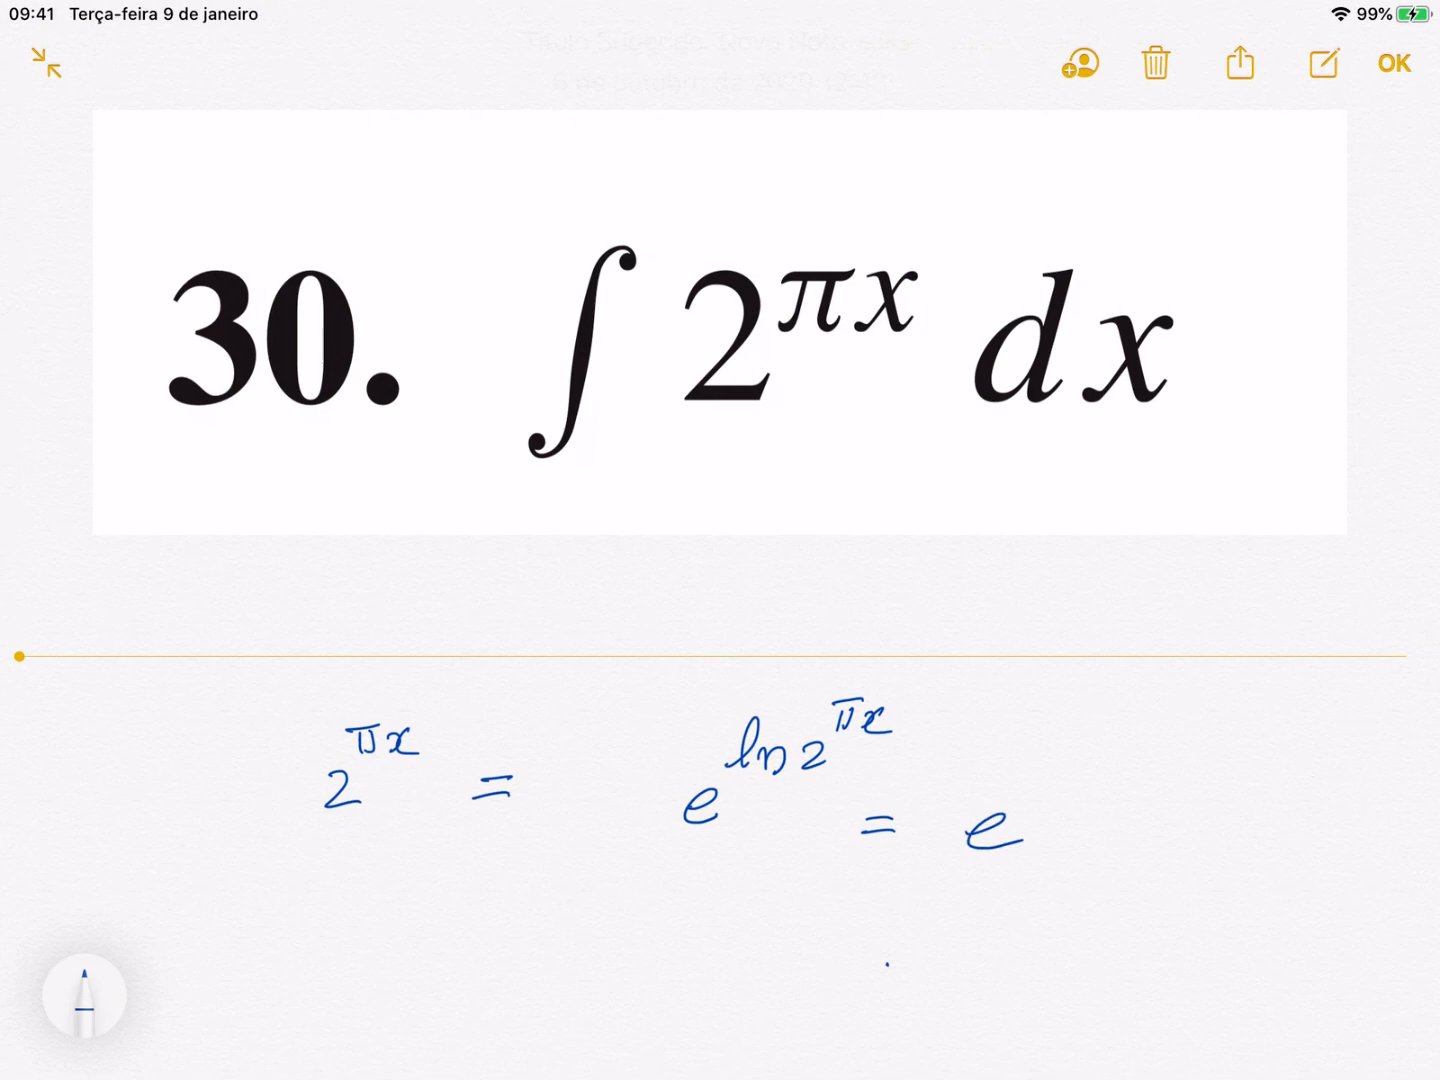 09:41 Terça-feira 9 de janeiro 99%
OK
30. ∫ 2^{πx} dx
2^{πx} = e^{ln 2^{πx}} = e